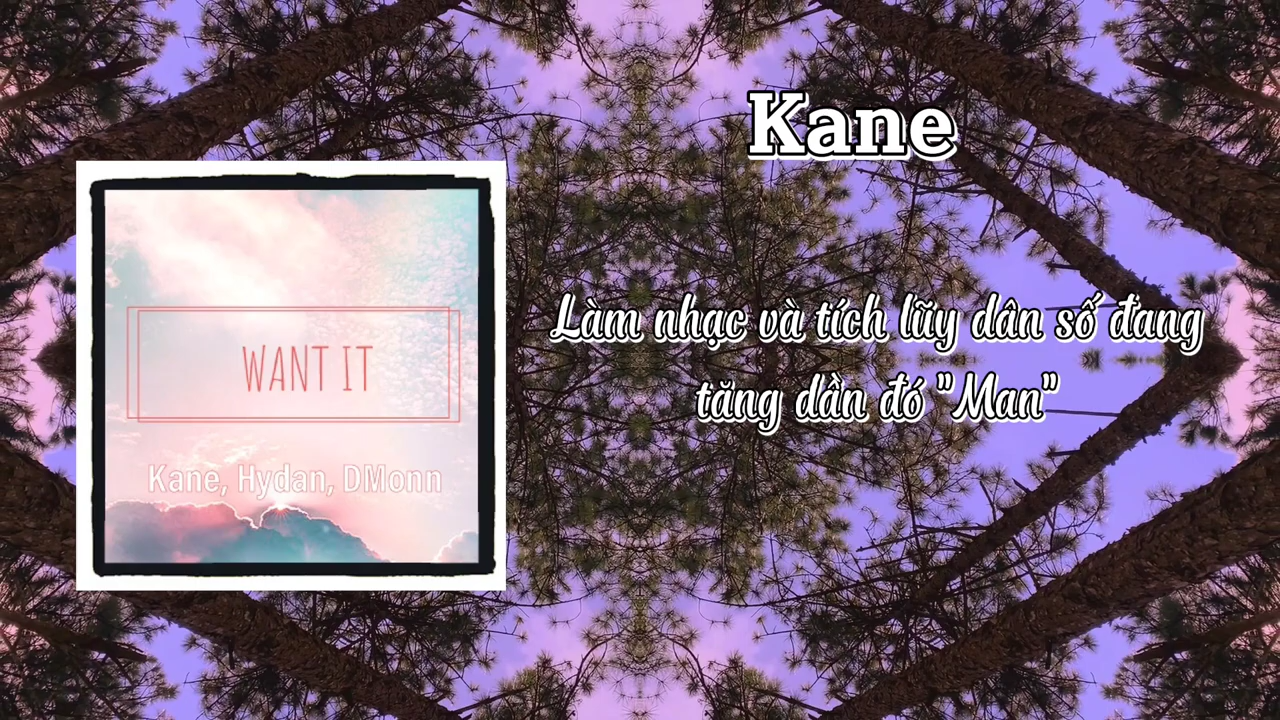 Kane
WANT IT
Kane, Hydan, DMonn
Làm nhạc và tích lũy dân số đang
tăng dần đó "Man"